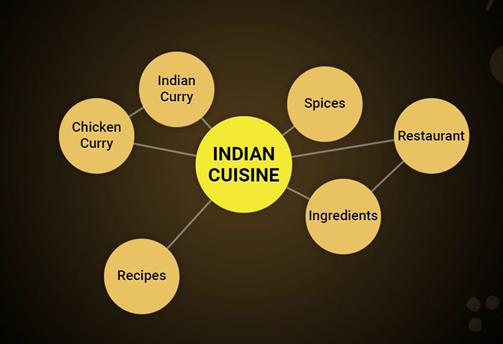 Indian
Curry
Spices
Chicken
Curry
Restaurant
INDIAN
CUISINE
Ingredients
Recipes